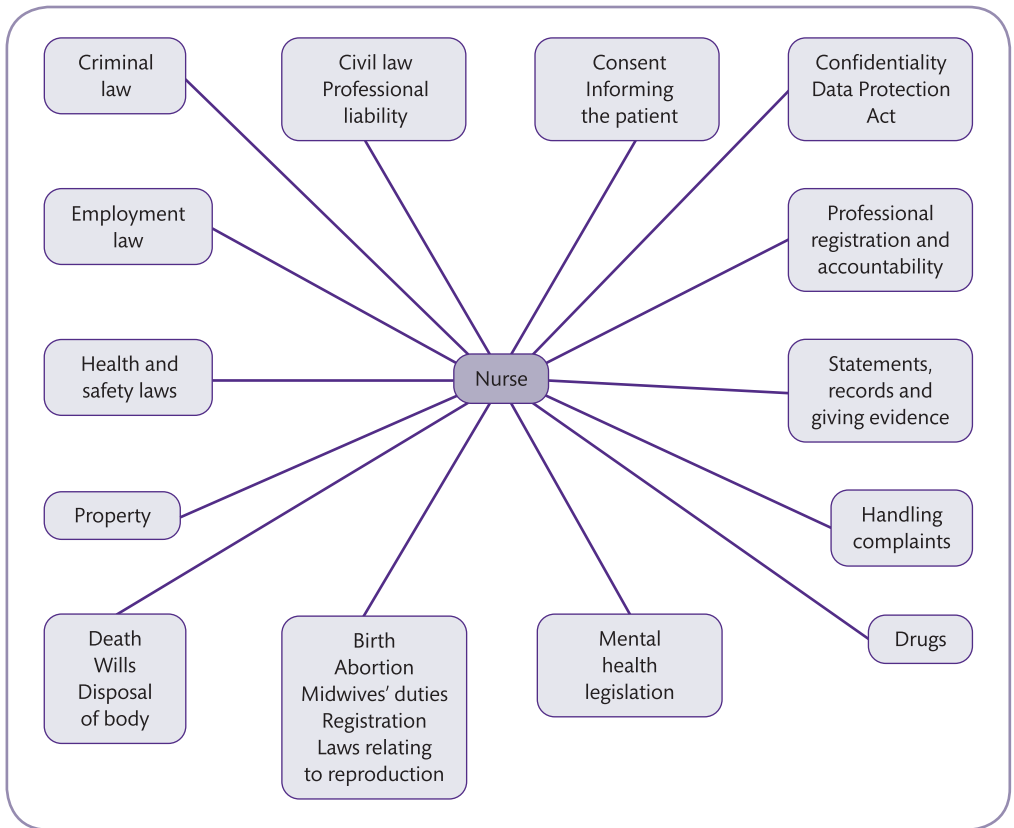 Criminal
law
Civil law
Professional
liability
Consent
Informing
the patient
Confidentiality
Data Protection
Act
Employment
law
Professional
registration and
accountability
Health and
safety laws
Nurse
Statements,
records and
giving evidence
Property
Handling
complaints
Death
Wills
Disposal
of body
Birth
Abortion
Midwives’ duties
Registration
Laws relating
to reproduction
Mental
health
legislation
Drugs